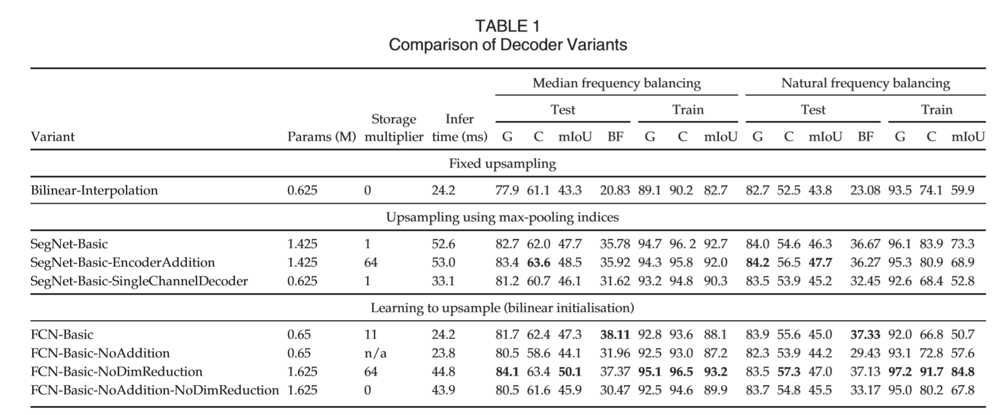 TABLE 1
Comparison of Decoder Variants
Median frequency balancing Natural frequency balancing
Test Train Test Train
Storage Infer
Variant Params (M) multiplier time (ms) G C mIoU BF G C mIoU G C mIoU BF G C mIoU
Fixed upsampling
Bilinear-Interpolation 0.625 0 24.2 77.9 61.1 43.3 20.83 89.1 90.2 82.7 82.7 52.5 43.8 23.08 93.5 74.1 59.9
Upsampling using max-pooling indices
SegNet-Basic 1.425 1 52.6 82.7 62.0 47.7 35.78 94.7 96. 2 92.7 84.0 54.6 46.3 36.67 96.1 83.9 73.3
SegNet-Basic-EncoderAddition 1.425 64 53.0 83.4 63.6 48.5 35.92 94.3 95.8 92.0 84.2 56.5 47.7 36.27 95.3 80.9 68.9
SegNet-Basic-SingleChannelDecoder 0.625 1 33.1 81.2 60.7 46.1 31.62 93.2 94.8 90.3 83.5 53.9 45.2 32.45 92.6 68.4 52.8
Learning to upsample (bilinear initialisation)
FCN-Basic 0.65 11 24.2 81.7 62.4 47.3 38.11 92.8 93.6 88.1 83.9 55.6 45.0 37.33 92.0 66.8 50.7
FCN-Basic-NoAddition 0.65 n/a 23.8 80.5 58.6 44.1 31.96 92.5 93.0 87.2 82.3 53.9 44.2 29.43 93.1 72.8 57.6
FCN-Basic-NoDimReduction 1.625 64 44.8 84.1 63.4 50.1 37.37 95.1 96.5 93.2 83.5 57.3 47.0 37.13 97.2 91.7 84.8
FCN-Basic-NoAddition-NoDimReduction 1.625 0 43.9 80.5 61.6 45.9 30.47 92.5 94.6 89.9 83.7 54.8 45.5 33.17 95.0 80.2 67.8